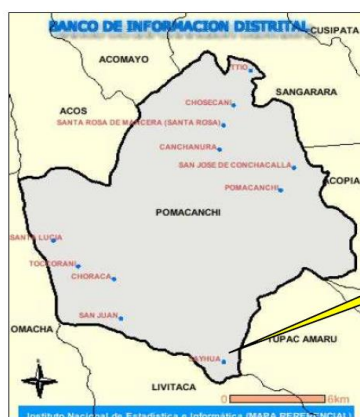 BANCO DE INFORMACION DISTRITAL
CUSIPATA
ACOMAYO
TTIO
SANGARARA
CHOSECANI
ACOS
SANTA ROSA DE MANCERA (SANTA ROSA)
CANCHANURA
SAN JOSE DE CONCHACALLA
ACOPIA
POMACANCHI
POMACANCHI
SANTA LUCIA
TOCCORANI
CHORACA
SAN JUAN
OMACHA
TUPAC AMARU
SAYHUA
LIVITACA
0 6km
Instituto Nacional de Estadistica e Informática (MAPA REFERENCIAL)